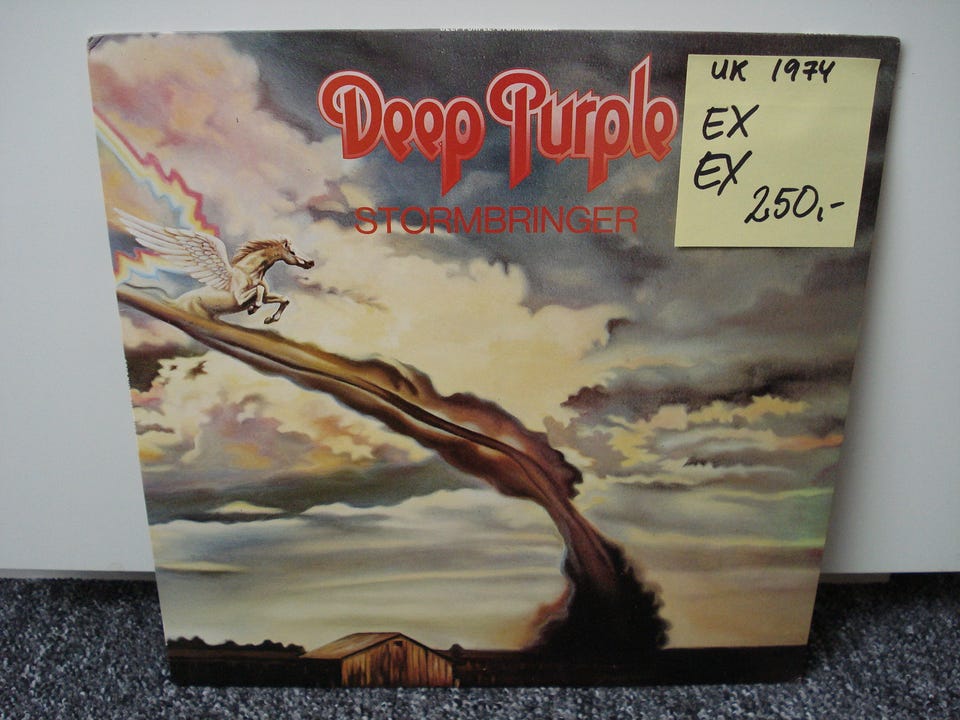 Deep Purple
STORMBRINGER
UK 1974
EX
EX
250,-